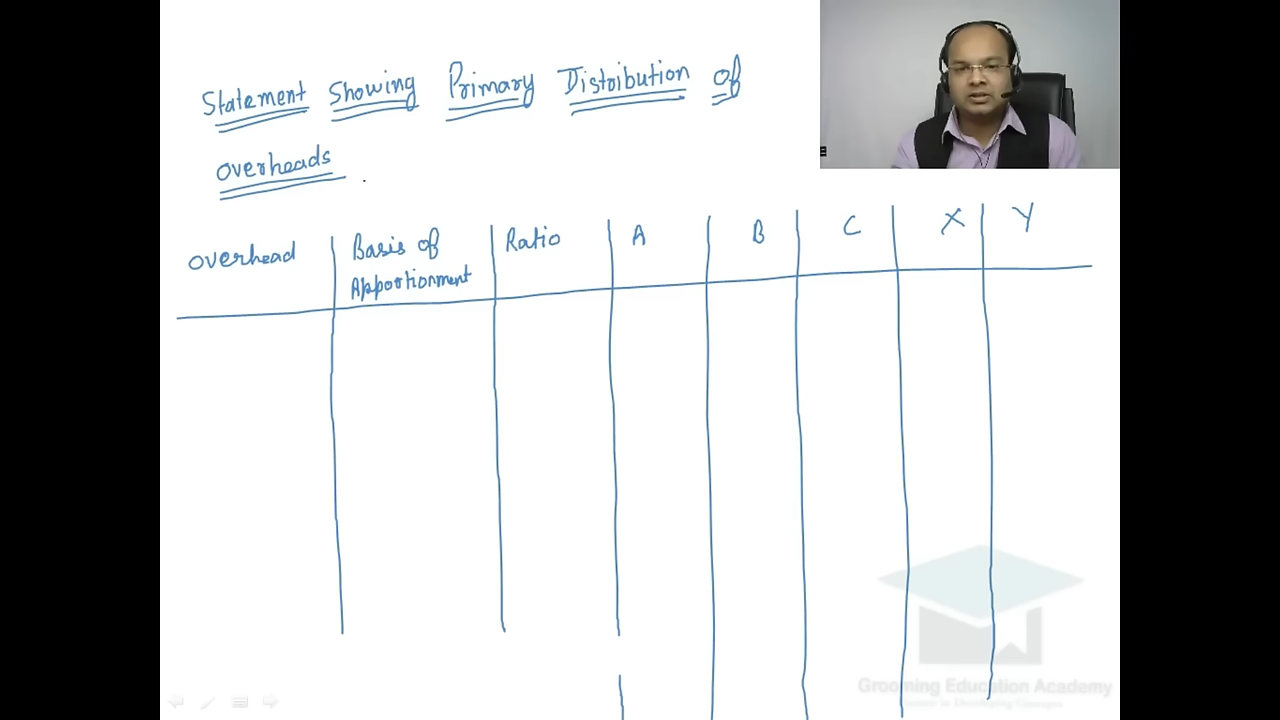 Statement Showing Primary Distribution of
overheads
overhead
Basis of
Apportionment
Ratio
A
B
C
X
Y
Grooming Education Academy